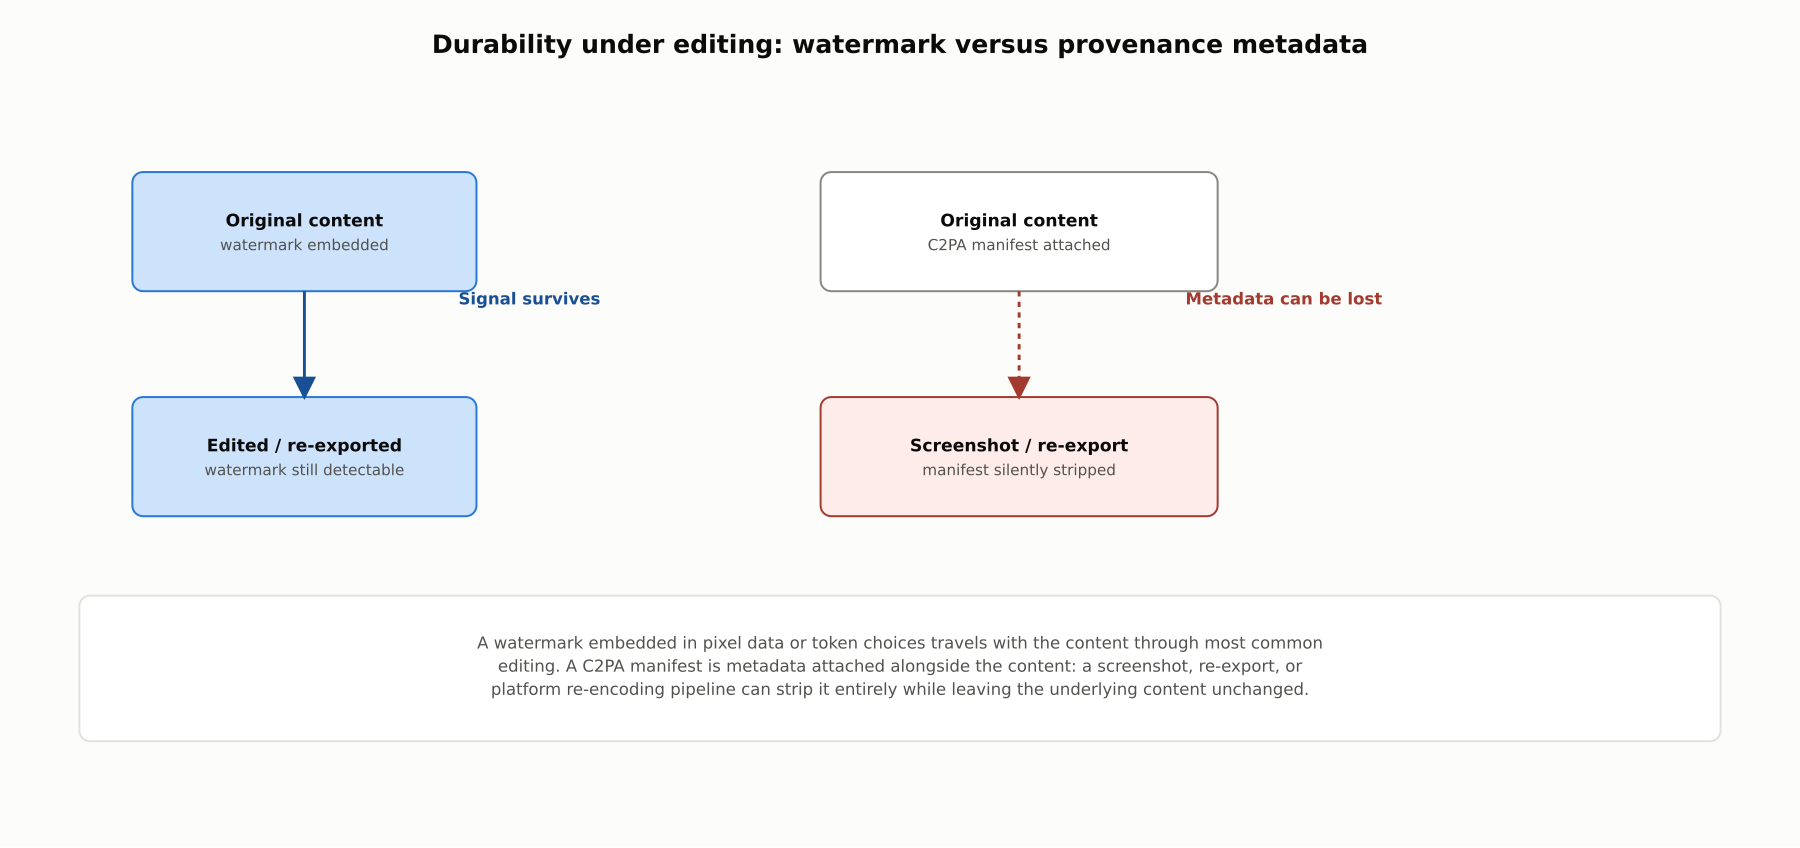 Durability under editing: watermark versus provenance metadata
Original content
watermark embedded
Signal survives
Edited / re-exported
watermark still detectable
Original content
C2PA manifest attached
Metadata can be lost
Screenshot / re-export
manifest silently stripped
A watermark embedded in pixel data or token choices travels with the content through most common
editing. A C2PA manifest is metadata attached alongside the content: a screenshot, re-export, or
platform re-encoding pipeline can strip it entirely while leaving the underlying content unchanged.